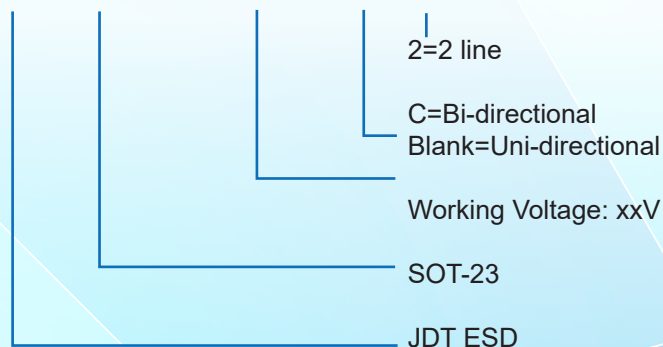 2=2 line
C=Bi-directional
Blank=Uni-directional
Working Voltage: xxV
SOT-23
JDT ESD